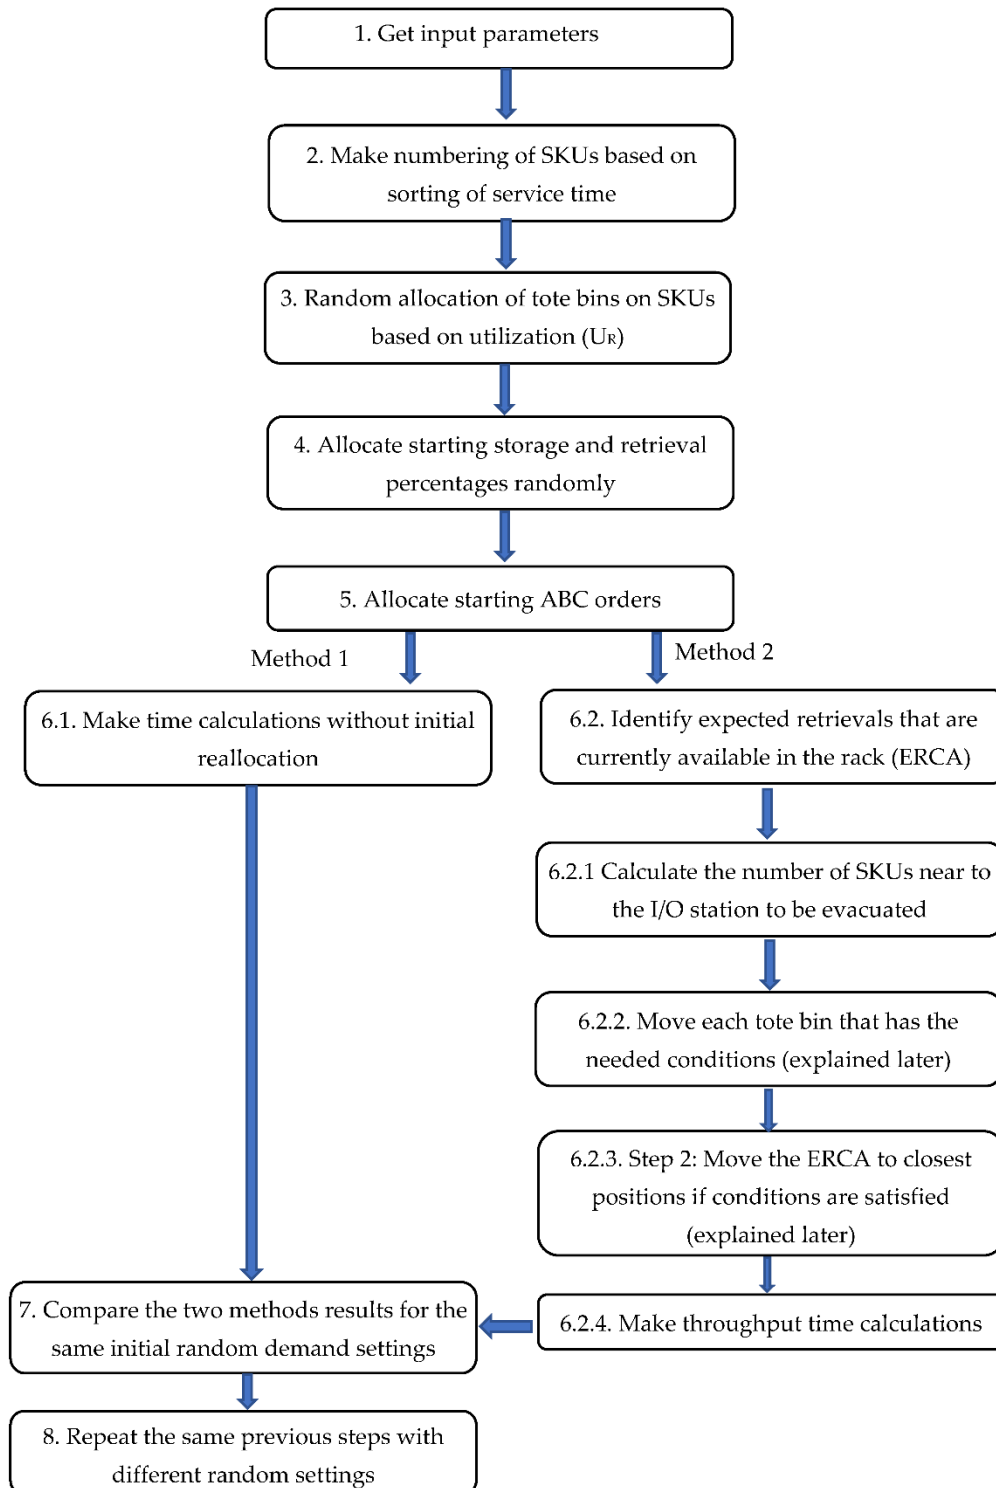 1. Get input parameters
2. Make numbering of SKUs based on
sorting of service time
3. Random allocation of tote bins on SKUs
based on utilization (UR)
4. Allocate starting storage and retrieval
percentages randomly
5. Allocate starting ABC orders
Method 1
Method 2
6.1. Make time calculations without initial
reallocation
6.2. Identify expected retrievals that are
currently available in the rack (ERCA)
6.2.1 Calculate the number of SKUs near to
the I/O station to be evacuated
6.2.2. Move each tote bin that has the
needed conditions (explained later)
6.2.3. Step 2: Move the ERCA to closest
positions if conditions are satisfied
(explained later)
6.2.4. Make throughput time calculations
7. Compare the two methods results for the
same initial random demand settings
8. Repeat the same previous steps with
different random settings